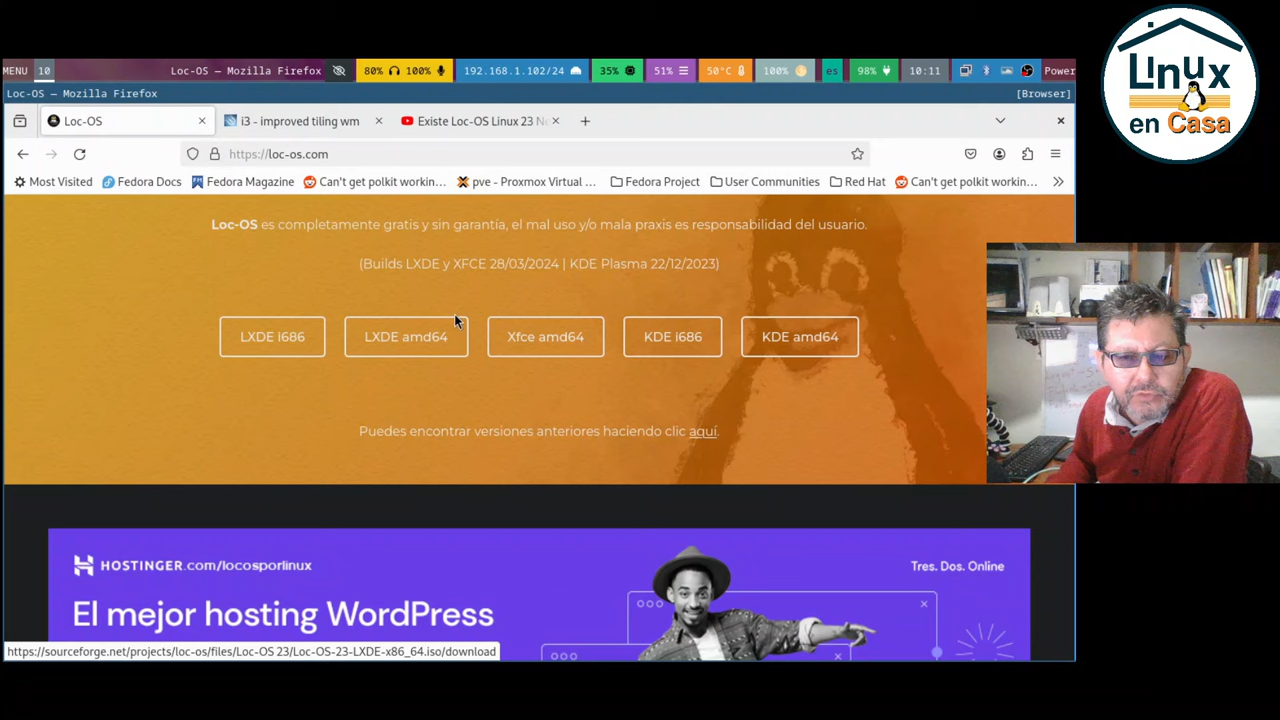 Linux
en Casa
MENU 10 Loc-OS — Mozilla Firefox 80% 100% 192.168.1.102/24 35% 51% 50°C 100% es 98% 10:11 Power
Loc-OS — Mozilla Firefox [Browser]
Loc-OS i3 - improved tiling wm Existe Loc-OS Linux 23 N
https://loc-os.com
Most Visited Fedora Docs Fedora Magazine Can't get polkit workin... pve - Proxmox Virtual ... Fedora Project User Communities Red Hat Can't get polkit workin...
Loc-OS es completamente gratis y sin garantía, el mal uso y/o mala praxis es responsabilidad del usuario.
(Builds LXDE y XFCE 28/03/2024 | KDE Plasma 22/12/2023)
LXDE i686 LXDE amd64 Xfce amd64 KDE i686 KDE amd64
Puedes encontrar versiones anteriores haciendo clic aquí.
HOSTINGER.com/locosporlinux Tres. Dos. Online
El mejor hosting WordPress
https://sourceforge.net/projects/loc-os/files/Loc-OS 23/Loc-OS-23-LXDE-x86_64.iso/download